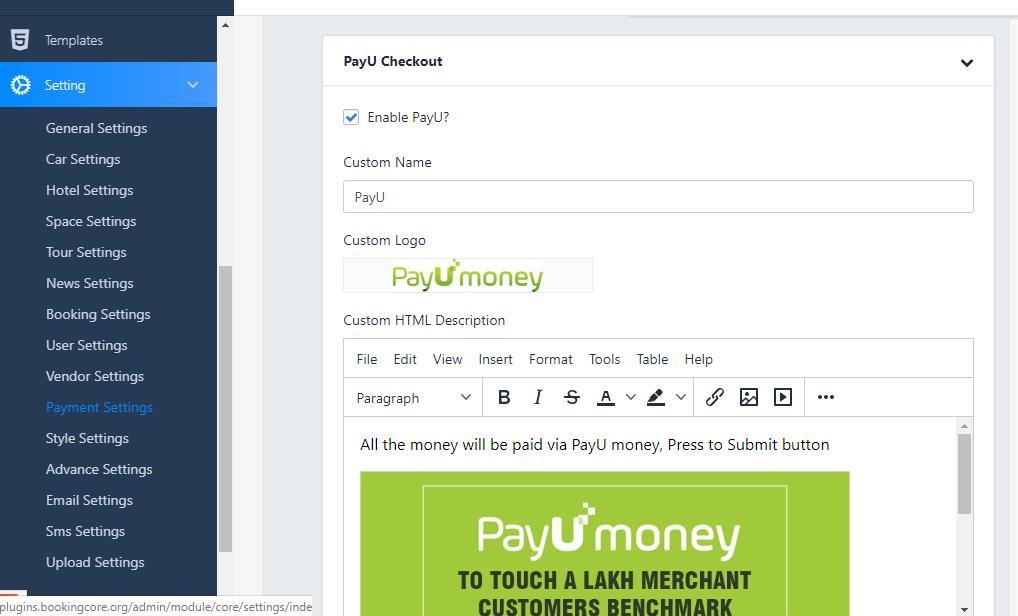 Templates
Setting
General Settings
Car Settings
Hotel Settings
Space Settings
Tour Settings
News Settings
Booking Settings
User Settings
Vendor Settings
Payment Settings
Style Settings
Advance Settings
Email Settings
Sms Settings
Upload Settings
plugins.bookingcore.org/admin/module/core/settings/inde
PayU Checkout
Enable PayU?
Custom Name
PayU
Custom Logo
PayUmoney
Custom HTML Description
File Edit View Insert Format Tools Table Help
Paragraph B I S A
All the money will be paid via PayU money, Press to Submit button
PayUmoney
TO TOUCH A LAKH MERCHANT
CUSTOMERS BENCHMARK